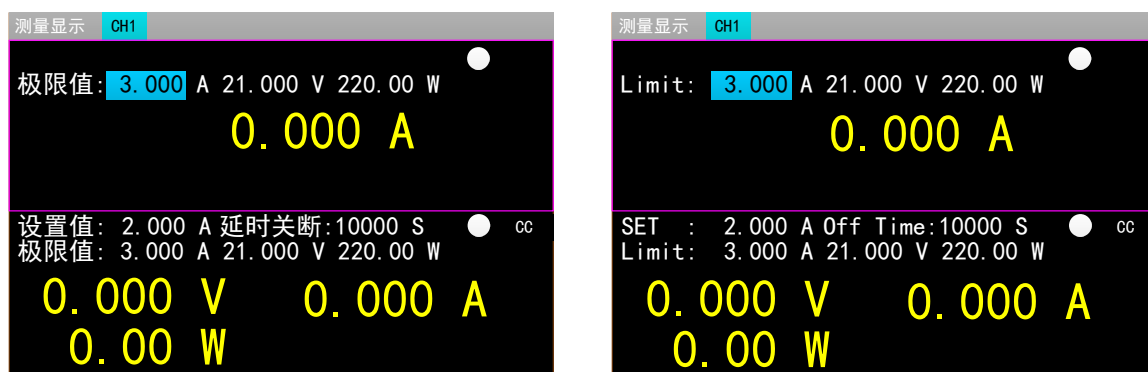 测量显示 CH1
极限值: 3.000 A 21.000 V 220.00 W
0.000 A
设置值: 2.000 A 延时关断:10000 S CC
极限值: 3.000 A 21.000 V 220.00 W
0.000 V 0.000 A
0.00 W
测量显示 CH1
Limit: 3.000 A 21.000 V 220.00 W
0.000 A
SET : 2.000 A Off Time:10000 S CC
Limit: 3.000 A 21.000 V 220.00 W
0.000 V 0.000 A
0.00 W